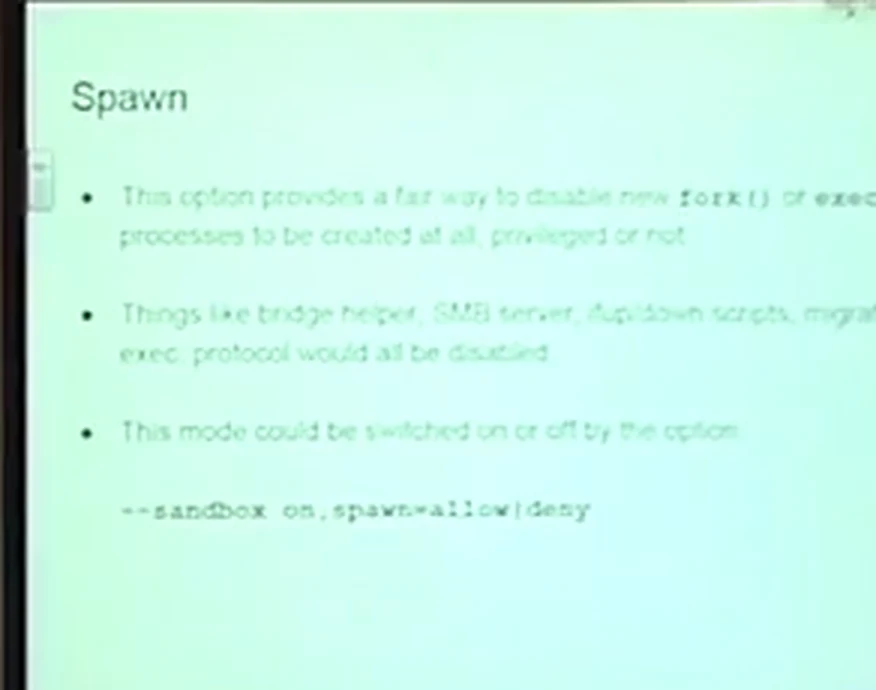 Spawn
• This option provides a fair way to disable new fork() or exec
processes to be created at all, privileged or not
• Things like bridge helper, SMB server, ifup/down scripts, migrat
exec: protocol would all be disabled
• This mode could be switched on or off by the option
--sandbox on,spawn=allow|deny